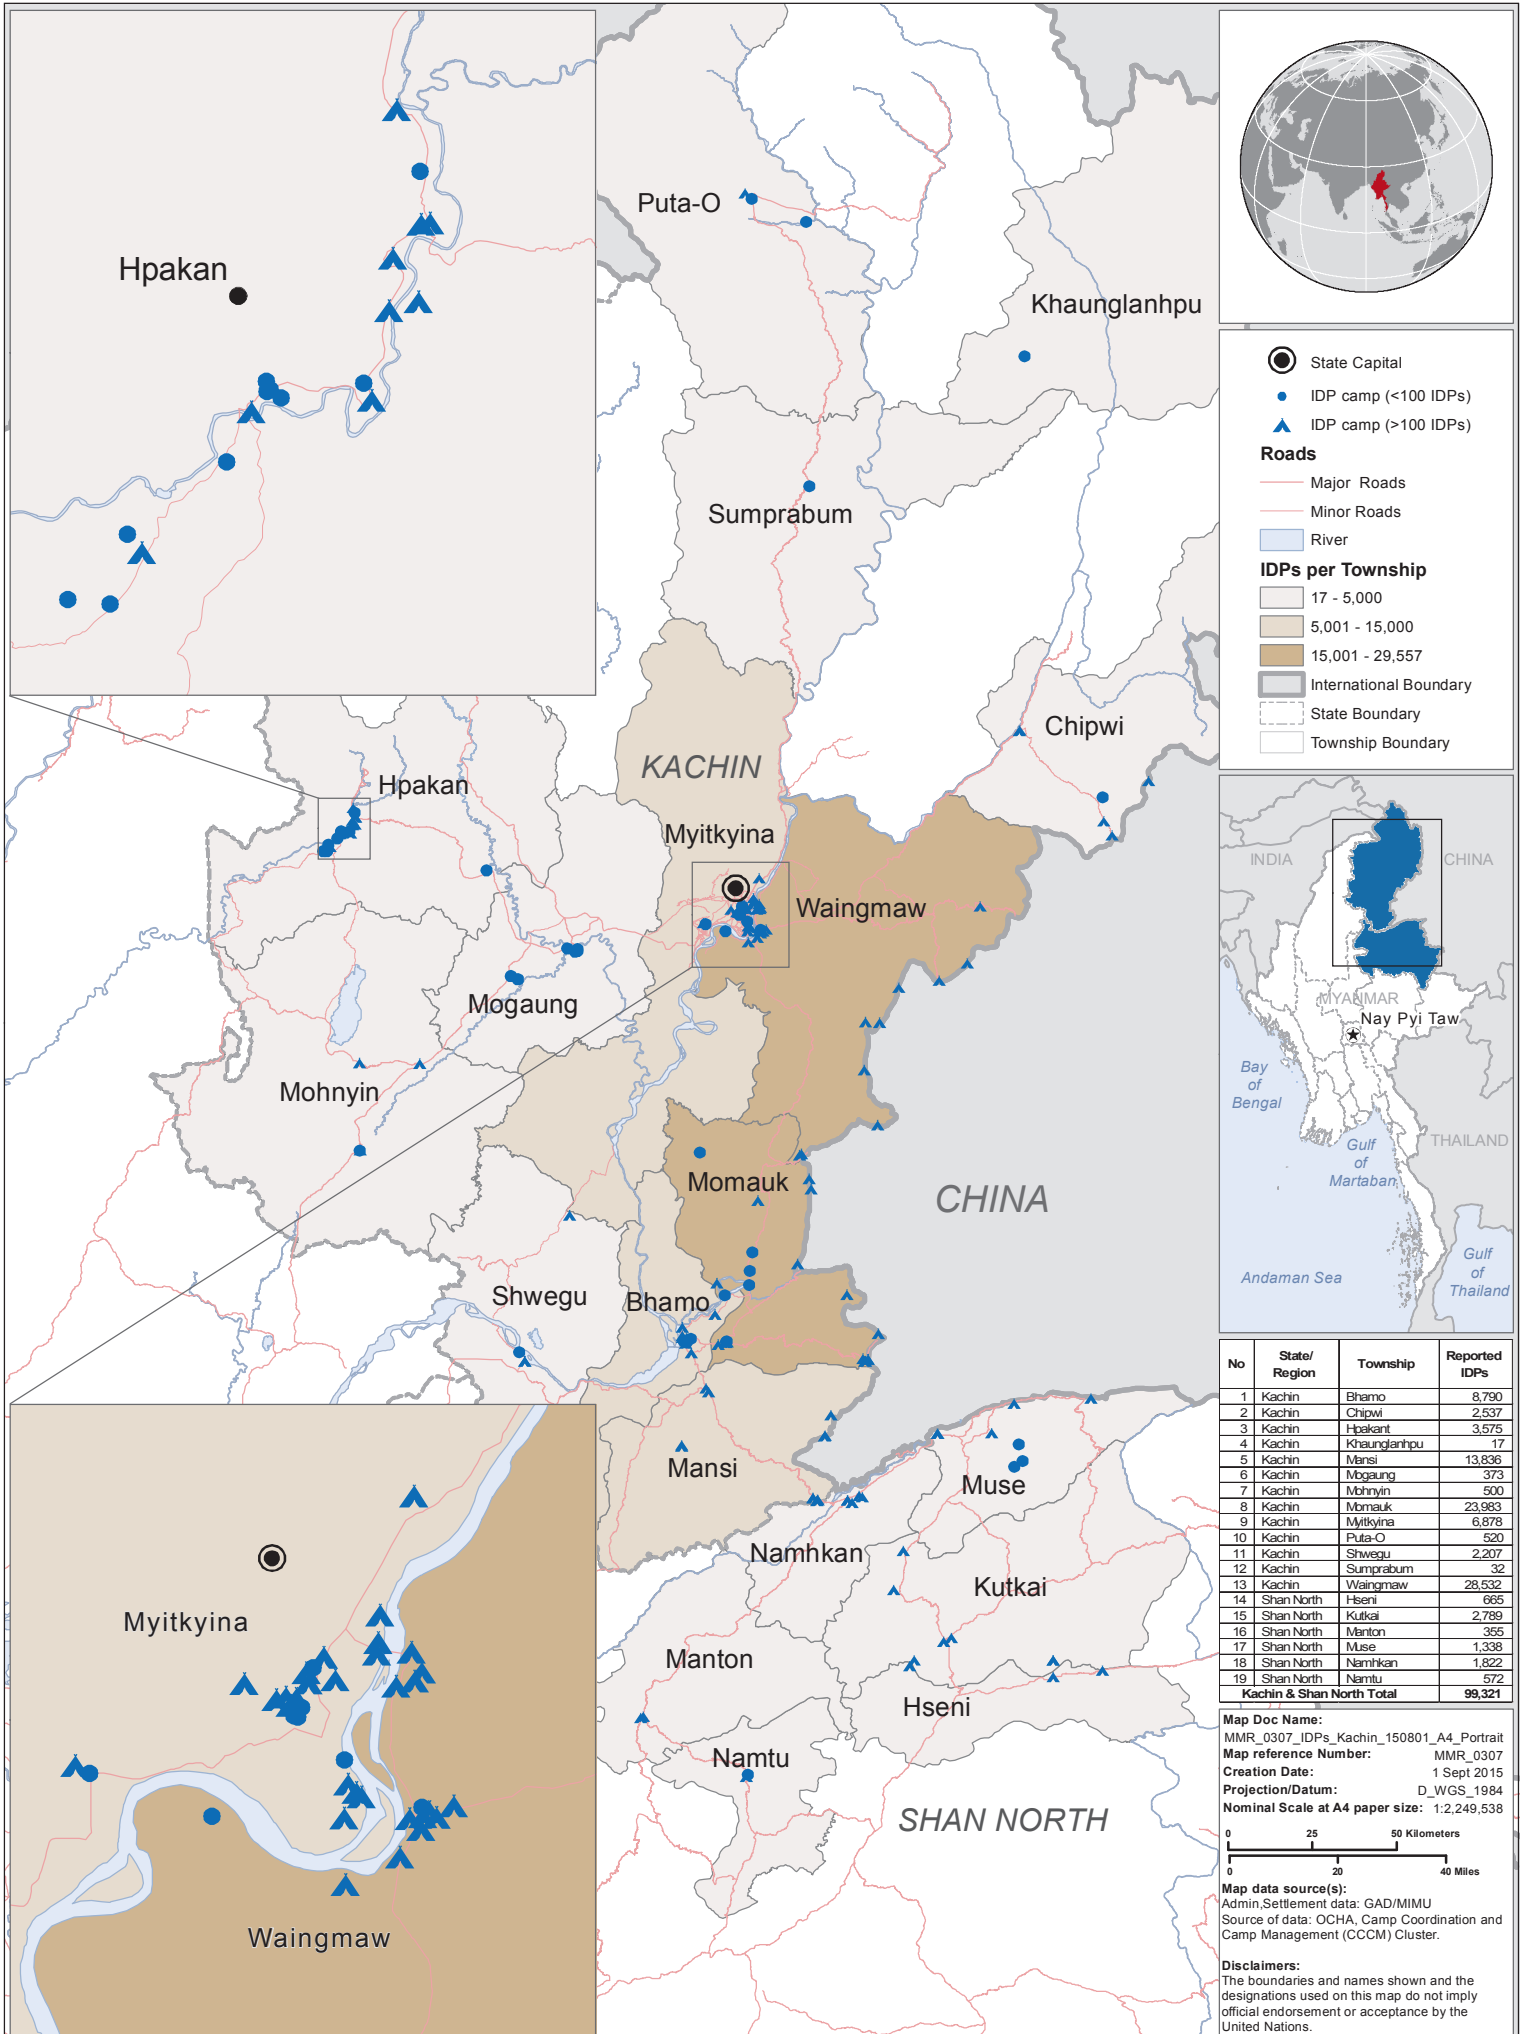 Hpakan
Puta-O
Khaunglanhpu
Sumprabum
Chipwi
KACHIN
Hpakan
Myitkyina
Waingmaw
Mogaung
Mohnyin
Momauk
CHINA
Shwegu
Bhamo
Mansi
Muse
Namhkan
Kutkai
Manton
Hseni
Namtu
SHAN NORTH
Myitkyina
Waingmaw
State Capital
IDP camp (<100 IDPs)
IDP camp (>100 IDPs)
Roads
Major Roads
Minor Roads
River
IDPs per Township
17 - 5,000
5,001 - 15,000
15,001 - 29,557
International Boundary
State Boundary
Township Boundary
INDIA
CHINA
MYANMAR
Nay Pyi Taw
Bay
of
Bengal
THAILAND
Gulf
of
Martaban
Andaman Sea
Gulf
of
Thailand
No State/ Region Township Reported IDPs
1 Kachin Bhamo 8,790
2 Kachin Chipwi 2,537
3 Kachin Hpakant 3,575
4 Kachin Khaunglanhpu 17
5 Kachin Mansi 13,836
6 Kachin Mogaung 373
7 Kachin Mohnyin 500
8 Kachin Momauk 23,983
9 Kachin Myitkyina 6,878
10 Kachin Puta-O 520
11 Kachin Shwegu 2,207
12 Kachin Sumprabum 32
13 Kachin Waingmaw 28,532
14 Shan North Hseni 665
15 Shan North Kutkai 2,789
16 Shan North Manton 355
17 Shan North Muse 1,338
18 Shan North Namhkan 1,822
19 Shan North Namtu 572
Kachin & Shan North Total 99,321
Map Doc Name:
MMR_0307_IDPs_Kachin_150801_A4_Portrait
Map reference Number: MMR_0307
Creation Date: 1 Sept 2015
Projection/Datum: D_WGS_1984
Nominal Scale at A4 paper size: 1:2,249,538
0 25 50 Kilometers
0 20 40 Miles
Map data source(s):
Admin,Settlement data: GAD/MIMU
Source of data: OCHA, Camp Coordination and
Camp Management (CCCM) Cluster.
Disclaimers:
The boundaries and names shown and the
designations used on this map do not imply
official endorsement or acceptance by the
United Nations.